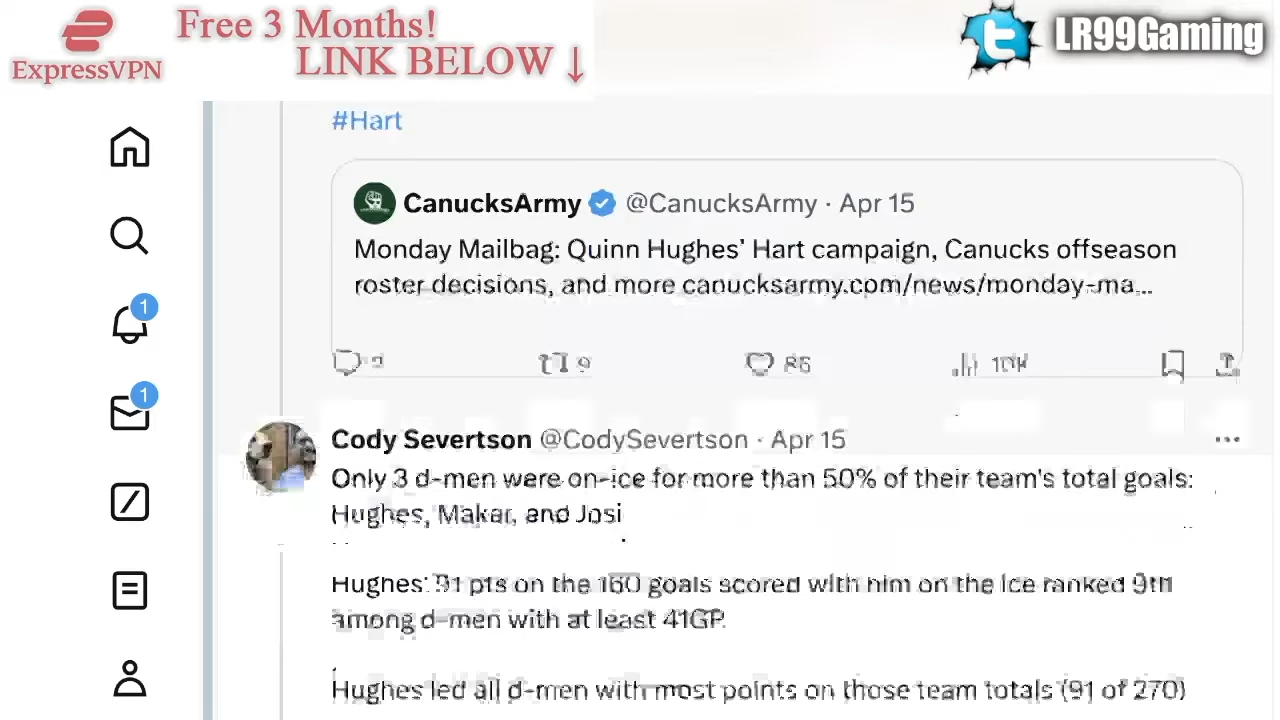 Free 3 Months!
LINK BELOW ↓
ExpressVPN
LR99Gaming
#Hart
CanucksArmy @CanucksArmy · Apr 15
Monday Mailbag: Quinn Hughes' Hart campaign, Canucks offseason
roster decisions, and more canucksarmy.com/news/monday-ma...
9
86
1
1
Cody Severtson @CodySevertson · Apr 15
Only 3 d-men were on-ice for more than 50% of their team's total goals:
Hughes, Makar, and Josi
Hughes' 91 pts on the 160 goals scored with him on the ice ranked 9th
among d-men with at least 41GP.
Hughes led all d-men with most points on those team totals (91 of 270)